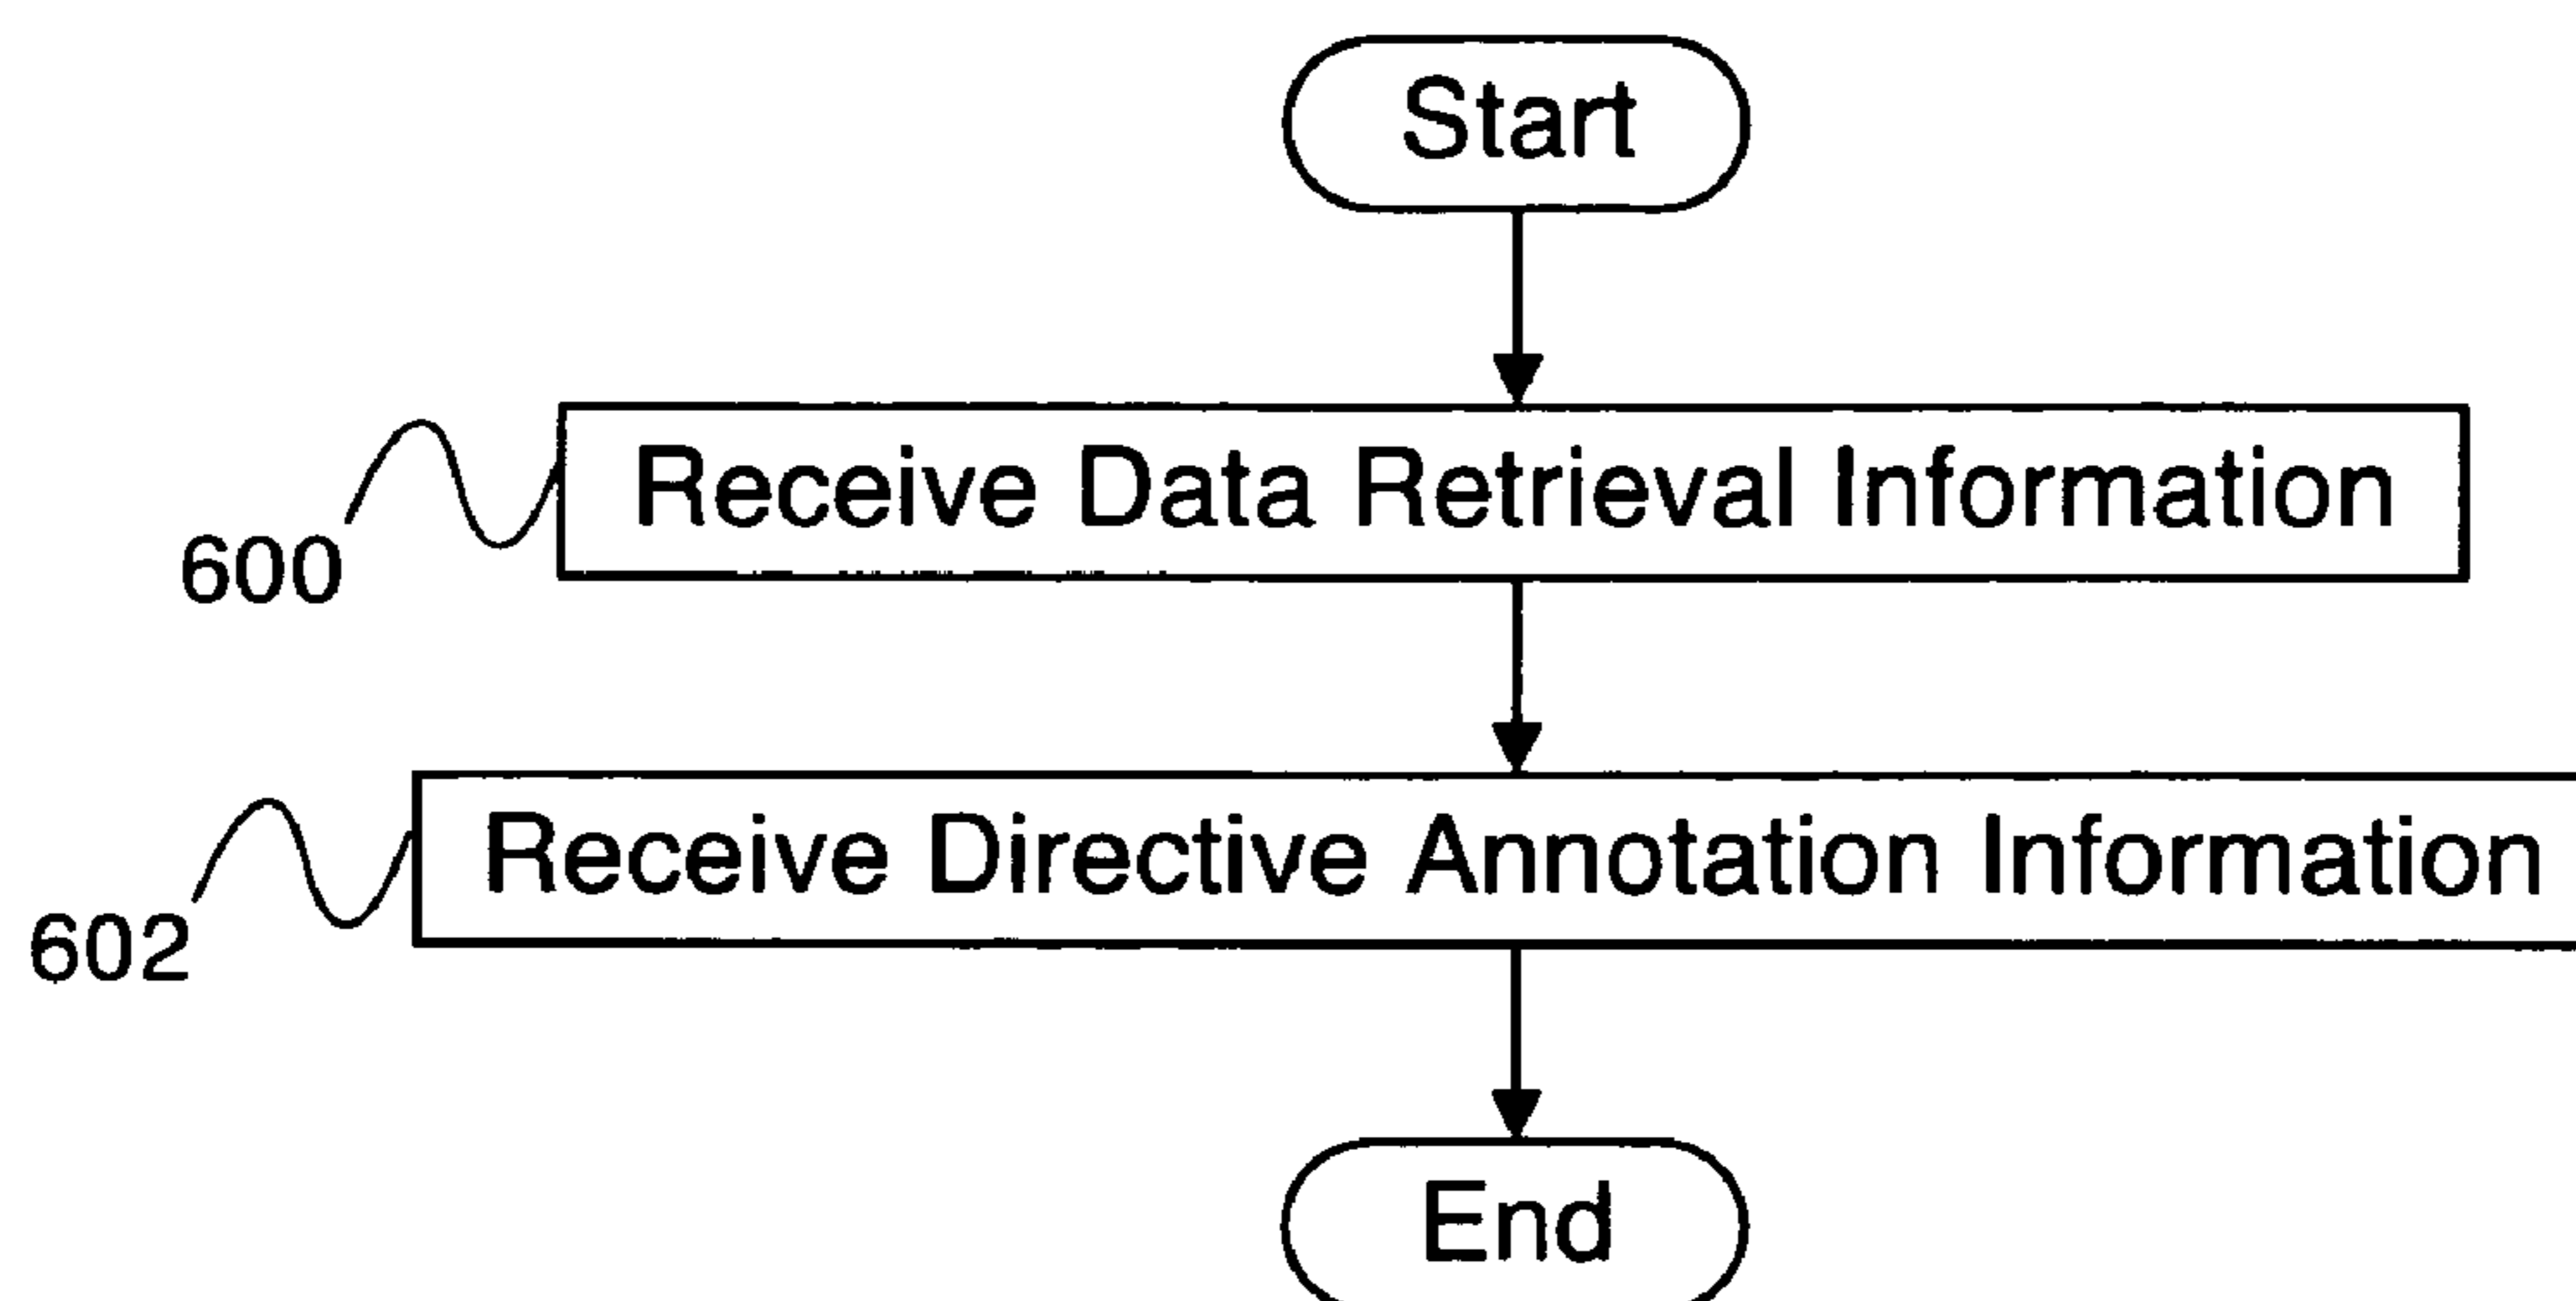 Start
Receive Data Retrieval Information
600
Receive Directive Annotation Information
602
End